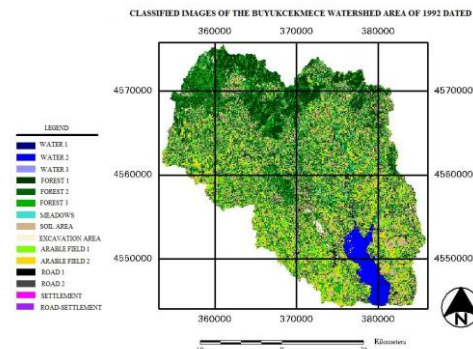 CLASSIFIED IMAGES OF THE BUYUKCEKMECE WATERSHED AREA OF 1992 DATED
360000 370000 380000
4570000 4570000
4560000 4560000
4550000 4550000
360000 370000 380000
LEGEND
WATER 1
WATER 2
WATER 3
FOREST 1
FOREST 2
FOREST 3
MEADOWS
SOIL AREA
EXCAVATION AREA
ARABLE FIELD 1
ARABLE FIELD 2
ROAD 1
ROAD 2
SETTLEMENT
ROAD-SETTLEMENT
Kilometers
N